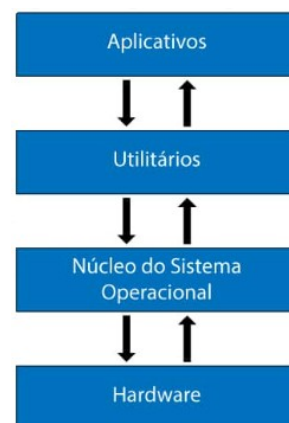 Aplicativos
Utilitários
Núcleo do Sistema
Operacional
Hardware